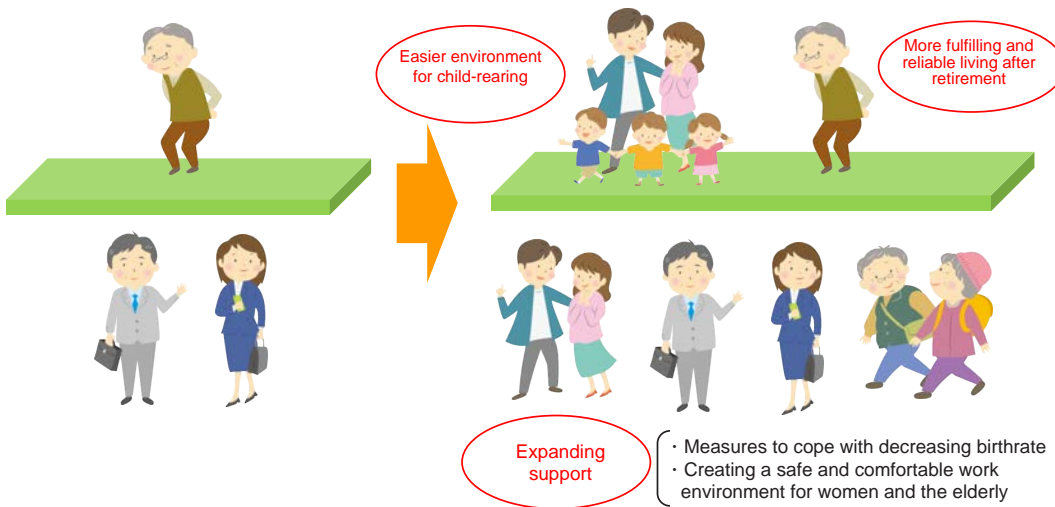 Easier environment
for child-rearing
More fulfilling and
reliable living after
retirement
Expanding
support
・Measures to cope with decreasing birthrate
・Creating a safe and comfortable work
environment for women and the elderly